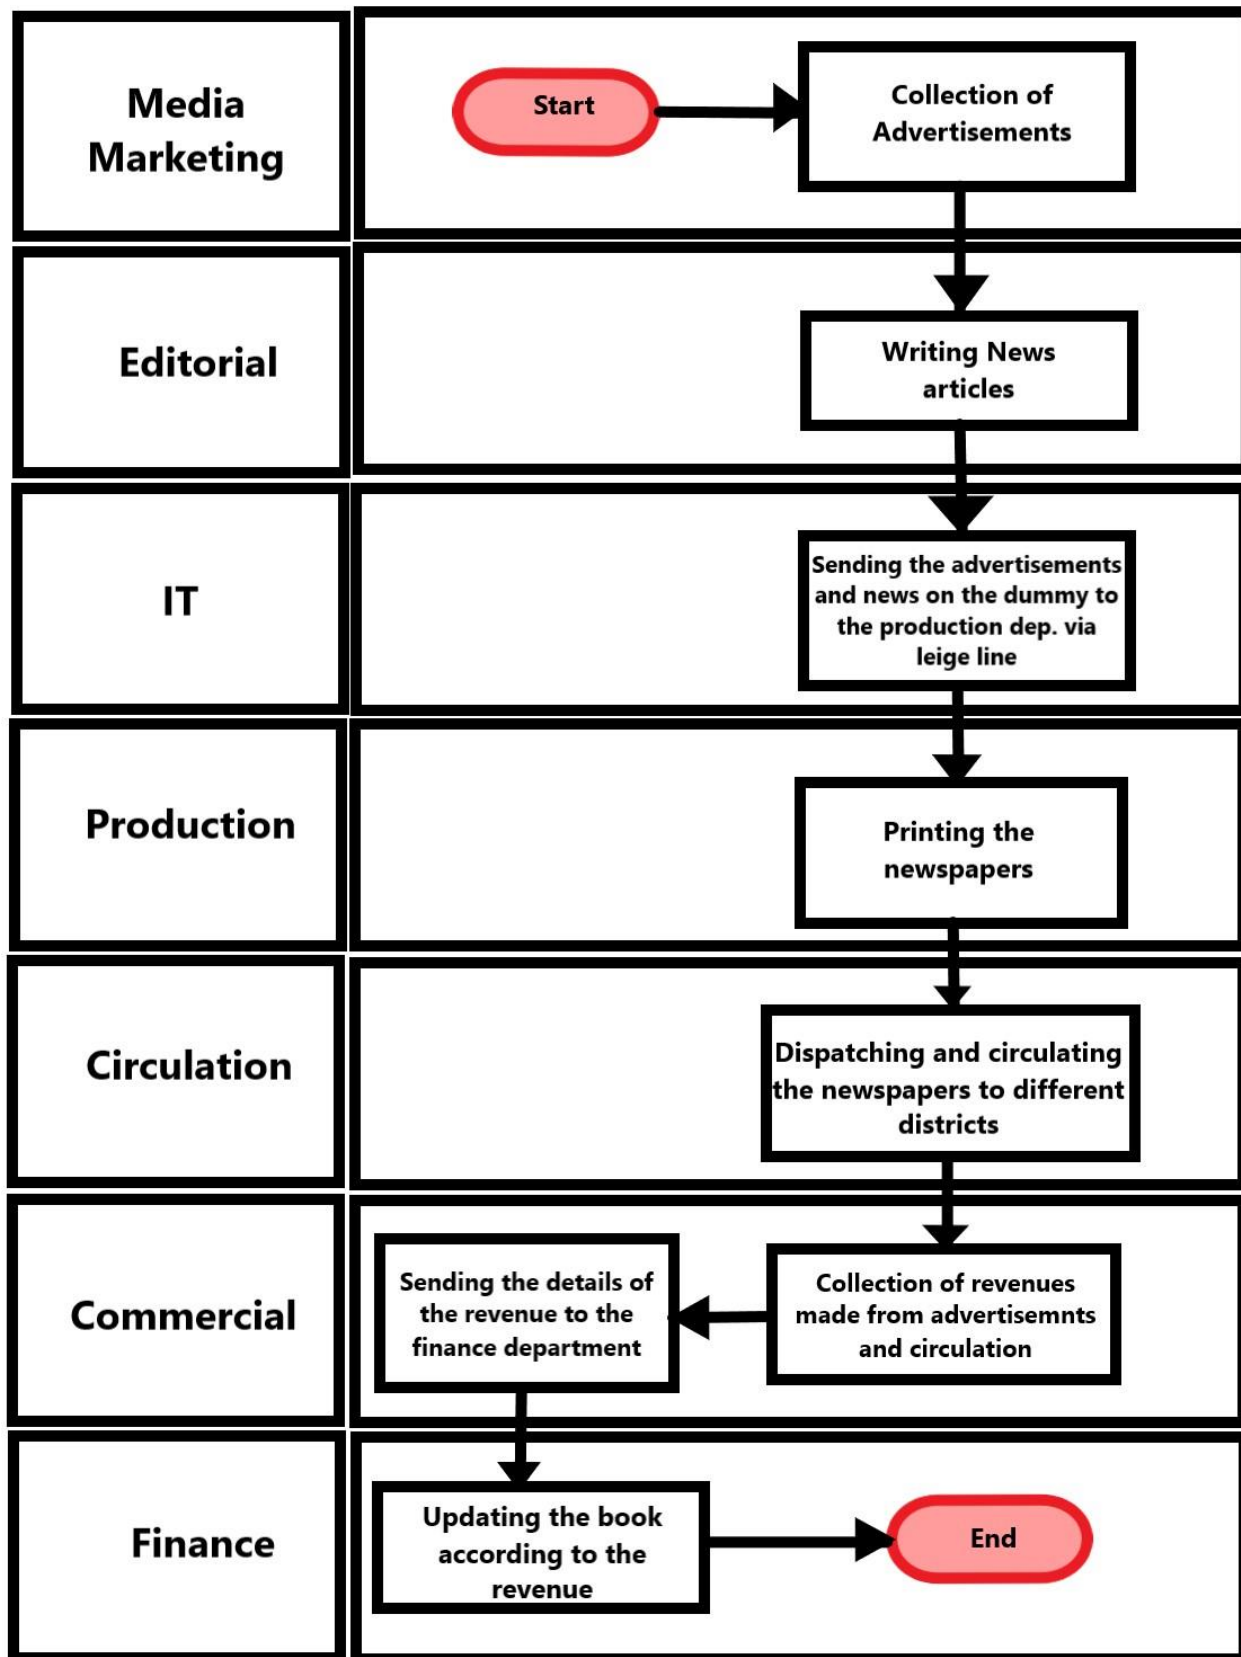 Media
Marketing
Start
Collection of
Advertisements
Editorial
Writing News
articles
IT
Sending the advertisements
and news on the dummy to
the production dep. via
leige line
Production
Printing the
newspapers
Circulation
Dispatching and circulating
the newspapers to different
districts
Commercial
Sending the details of
the revenue to the
finance department
Collection of revenues
made from advertisemnts
and circulation
Finance
Updating the book
according to the
revenue
End